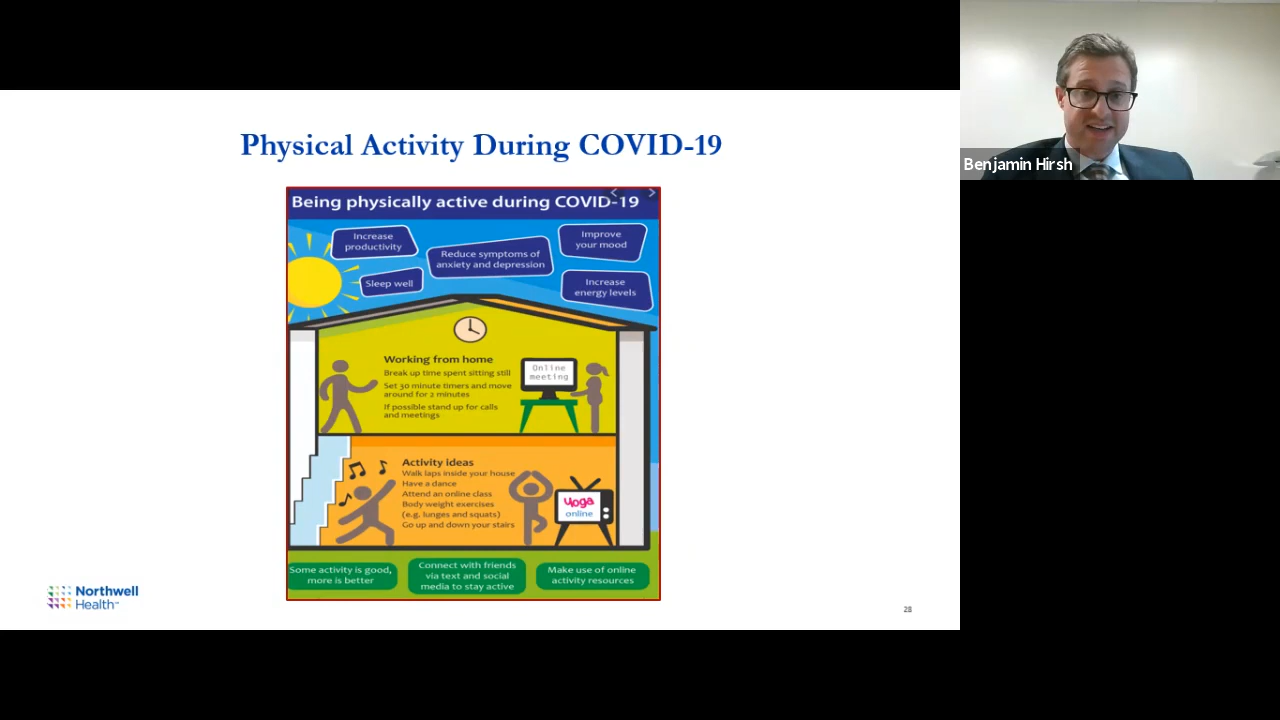 Physical Activity During COVID-19
Being physically active during COVID-19
Increase
productivity
Reduce symptoms of
anxiety and depression
Improve
your mood
Sleep well
Increase
energy levels
Working from home
Break up time spent sitting still
Set 30 minute timers and move
around for 2 minutes
If possible stand up for calls
and meetings
Online
meeting
Activity ideas
Walk laps inside your house
Have a dance
Attend an online class
Body weight exercises
(e.g. lunges and squats)
Go up and down your stairs
yoga
online
Some activity is good,
more is better
Connect with friends
via text and social
media to stay active
Make use of online
activity resources
Northwell
Health℠
28
Benjamin Hirsh